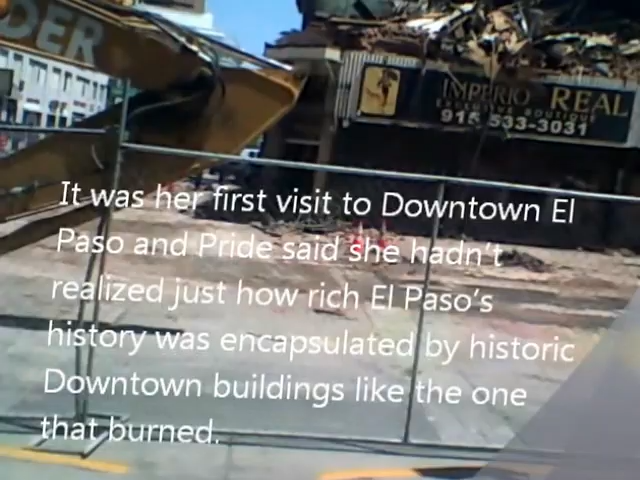 DER
IMPERIO REAL
EXCLUSIVE BOUTIQUE
915 533-3031
It was her first visit to Downtown El
Paso and Pride said she hadn't
realized just how rich El Paso's
history was encapsulated by historic
Downtown buildings like the one
that burned.